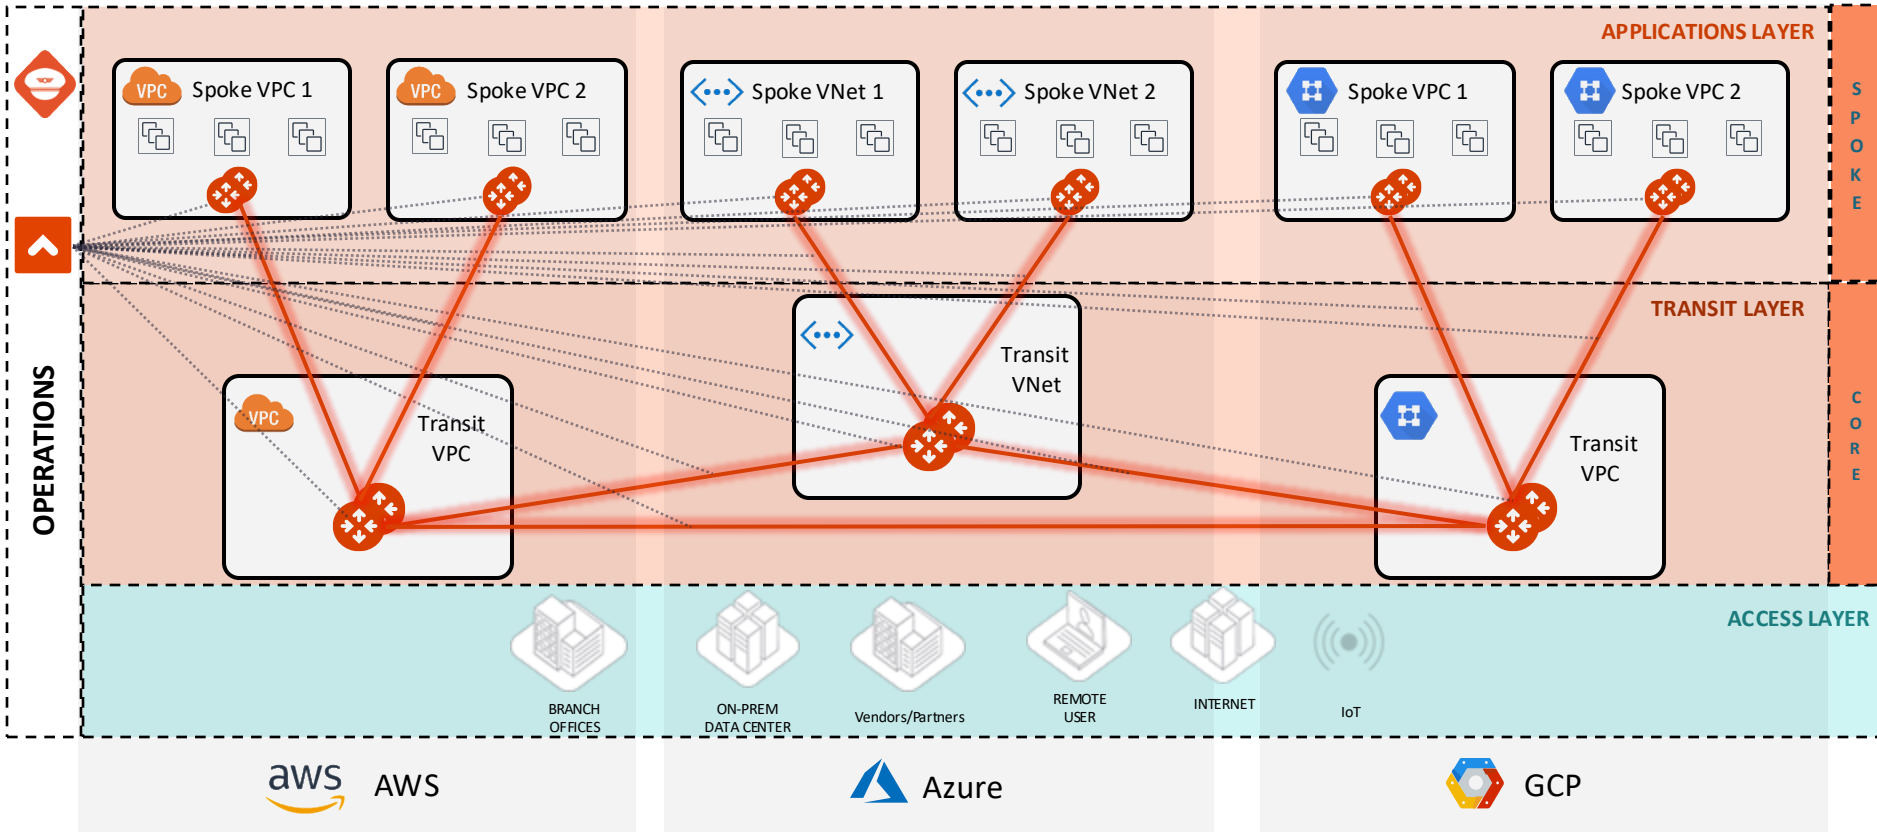 APPLICATIONS LAYER
VPC
Spoke VPC 1
VPC
Spoke VPC 2
Spoke VNet 1
Spoke VNet 2
Spoke VPC 1
Spoke VPC 2
SPOKE
TRANSIT LAYER
OPERATIONS
VPC
Transit
VPC
Transit
VNet
Transit
VPC
CORE
ACCESS LAYER
BRANCH
OFFICES
ON-PREM
DATA CENTER
Vendors/Partners
REMOTE
USER
INTERNET
IoT
aws
AWS
Azure
GCP